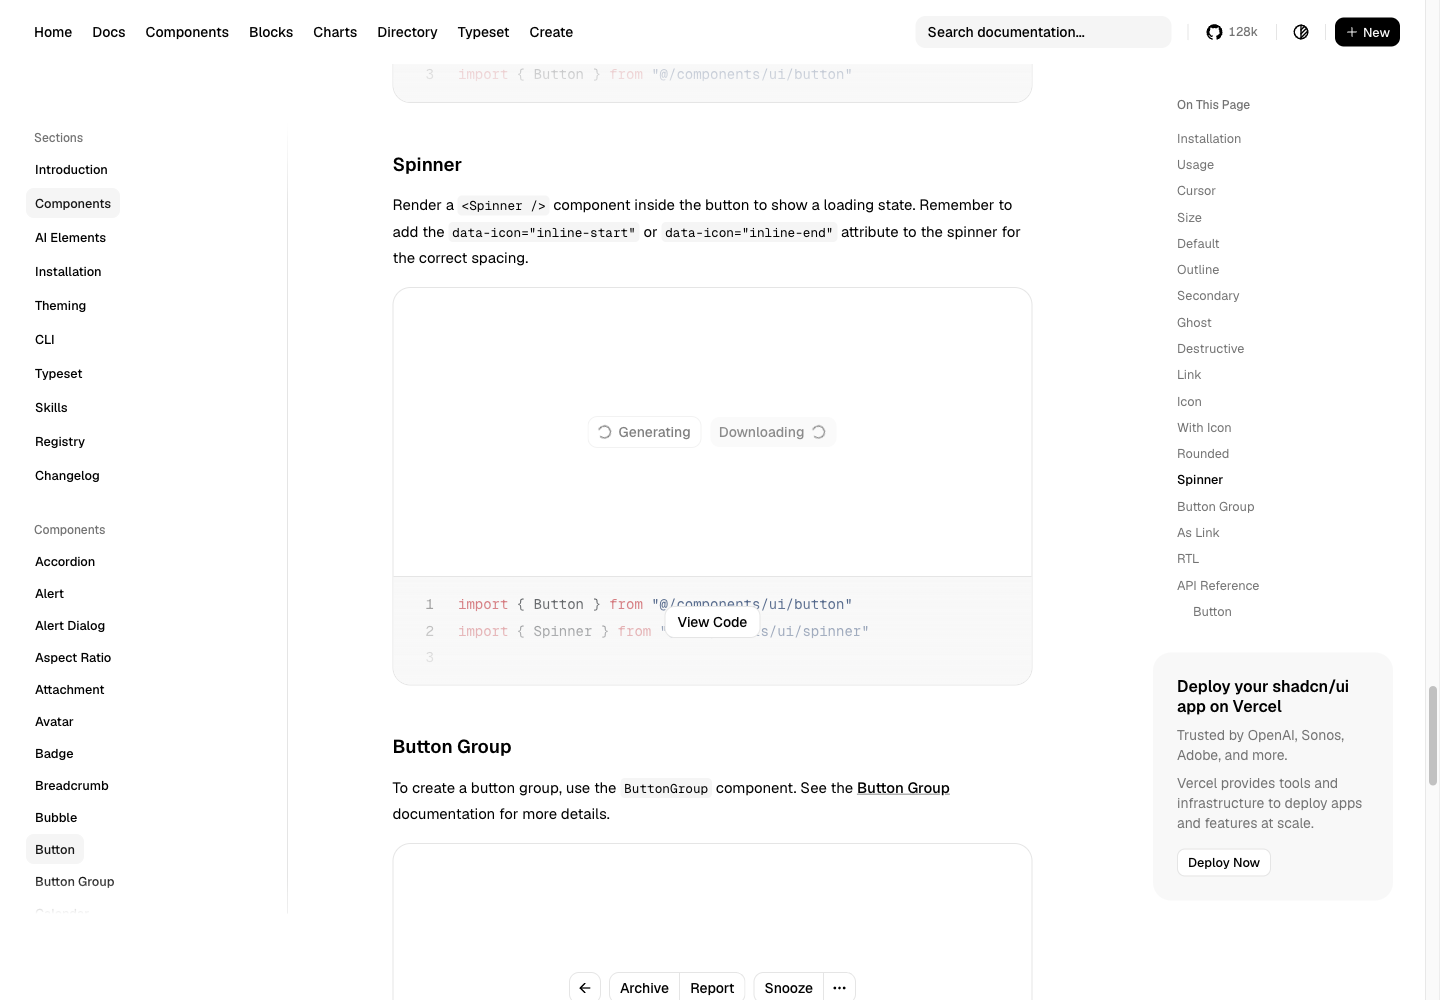 Home Docs Components Blocks Charts Directory Typeset Create Search documentation... 128k New
Sections
Introduction
Components
AI Elements
Installation
Theming
CLI
Typeset
Skills
Registry
Changelog
Components
Accordion
Alert
Alert Dialog
Aspect Ratio
Attachment
Avatar
Badge
Breadcrumb
Bubble
Button
Button Group
Calendar
3 import { Button } from "@/components/ui/button"
Spinner
Render a <Spinner /> component inside the button to show a loading state. Remember to
add the data-icon="inline-start" or data-icon="inline-end" attribute to the spinner for
the correct spacing.
Generating Downloading
1 import { Button } from "@/components/ui/button"
View Code
2 import { Spinner } from "s/ui/spinner"
3
Button Group
To create a button group, use the ButtonGroup component. See the Button Group
documentation for more details.
Archive Report Snooze
On This Page
Installation
Usage
Cursor
Size
Default
Outline
Secondary
Ghost
Destructive
Link
Icon
With Icon
Rounded
Spinner
Button Group
As Link
RTL
API Reference
Button
Deploy your shadcn/ui
app on Vercel
Trusted by OpenAI, Sonos,
Adobe, and more.
Vercel provides tools and
infrastructure to deploy apps
and features at scale.
Deploy Now